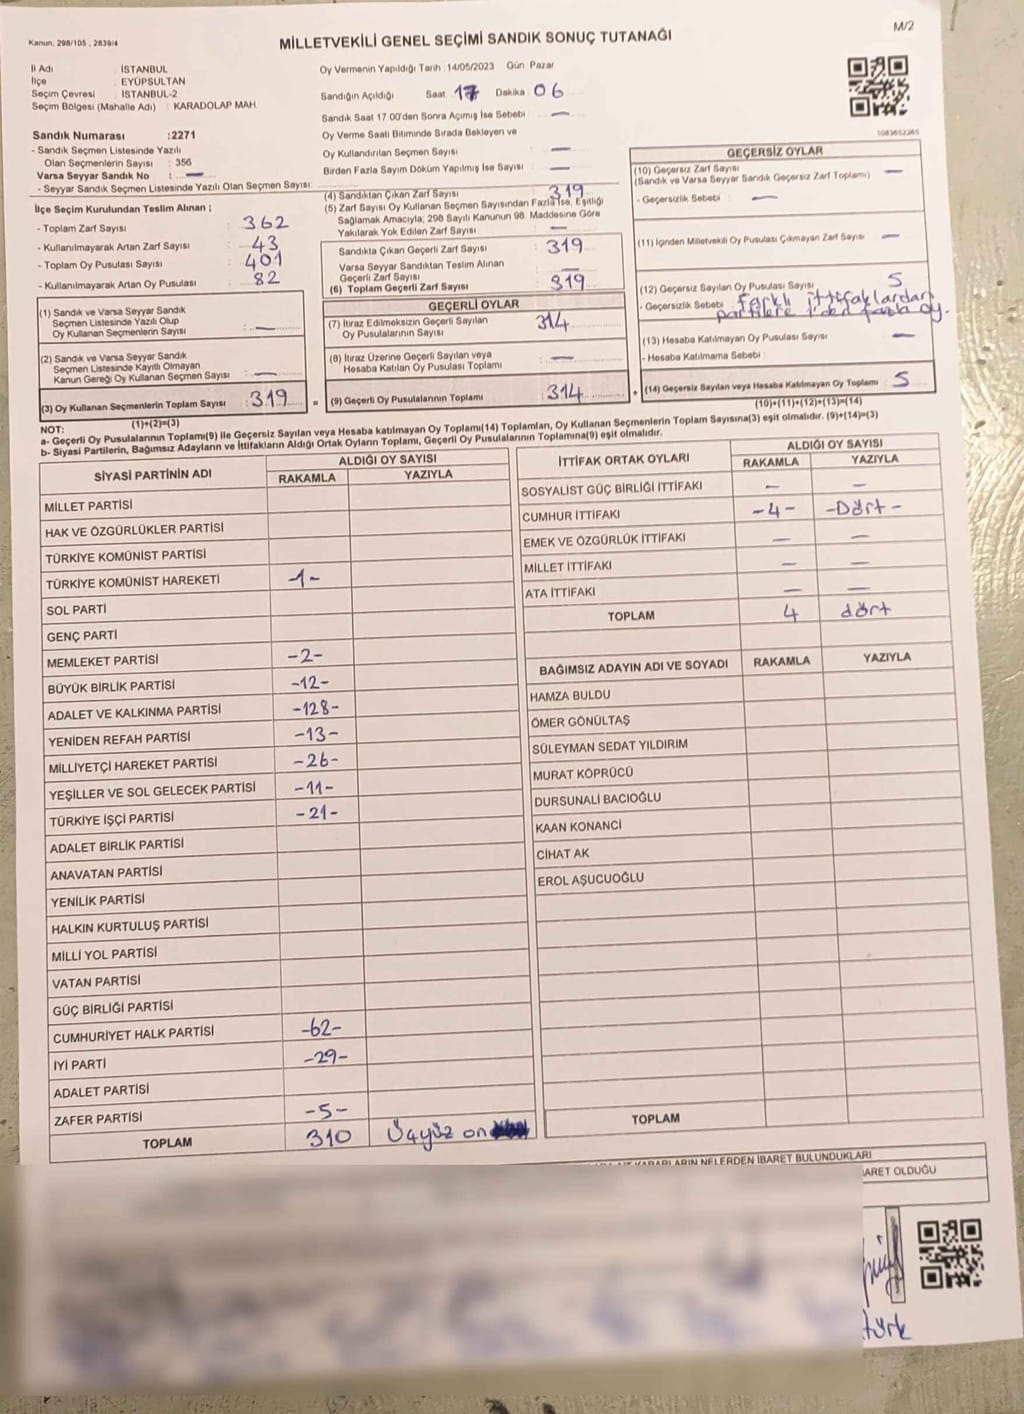 M/2
Kanun: 298/105 , 2839/4
MİLLETVEKİLİ GENEL SEÇİMİ SANDIK SONUÇ TUTANAĞI
İl Adı : İSTANBUL
İlçe : EYÜPSULTAN
Seçim Çevresi : İSTANBUL-2
Seçim Bölgesi (Mahalle Adı) : KARADOLAP MAH.
Oy Vermenin Yapıldığı Tarih : 14/05/2023 Gün Pazar
Sandığın Açıldığı Saat 17 Dakika 06
Sandık Saat 17.00'den Sonra Açılmış İse Sebebi —
Oy Verme Saati Bitiminde Sırada Bekleyen ve
Oy Kullandırılan Seçmen Sayısı —
Birden Fazla Sayım Döküm Yapılmış İse Sayısı —
Sandık Numarası : 2271
- Sandık Seçmen Listesinde Yazılı
Olan Seçmenlerin Sayısı : 356
Varsa Seyyar Sandık No : —
- Seyyar Sandık Seçmen Listesinde Yazılı Olan Seçmen Sayısı:
İlçe Seçim Kurulundan Teslim Alınan ;
- Toplam Zarf Sayısı : 362
- Kullanılmayarak Artan Zarf Sayısı : 43
- Toplam Oy Pusulası Sayısı : 401
- Kullanılmayarak Artan Oy Pusulası : 82
(1) Sandık ve Varsa Seyyar Sandık
Seçmen Listesinde Yazılı Olup
Oy Kullanan Seçmenlerin Sayısı : —
(2) Sandık ve Varsa Seyyar Sandık
Seçmen Listesinde Kayıtlı Olmayan
Kanun Gereği Oy Kullanan Seçmen Sayısı : —
(3) Oy Kullanan Seçmenlerin Toplam Sayısı : 319
(1)+(2)=(3)
(4) Sandıktan Çıkan Zarf Sayısı 319
(5) Zarf Sayısı Oy Kullanan Seçmen Sayısından Fazla İse, Eşitliği
Sağlamak Amacıyla; 298 Sayılı Kanunun 98. Maddesine Göre
Yakılarak Yok Edilen Zarf Sayısı —
Sandıkta Çıkan Geçerli Zarf Sayısı 319
Varsa Seyyar Sandıktan Teslim Alınan
Geçerli Zarf Sayısı —
(6) Toplam Geçerli Zarf Sayısı 319
GEÇERLİ OYLAR
(7) İtiraz Edilmeksizin Geçerli Sayılan
Oy Pusulalarının Sayısı 314
(8) İtiraz Üzerine Geçerli Sayılan veya
Hesaba Katılan Oy Pusulası Toplamı —
= (9) Geçerli Oy Pusulalarının Toplamı 314
1083652265
GEÇERSİZ OYLAR
(10) Geçersiz Zarf Sayısı —
(Sandık ve Varsa Seyyar Sandık Geçersiz Zarf Toplamı)
- Geçersizlik Sebebi —
(11) İçinden Milletvekili Oy Pusulası Çıkmayan Zarf Sayısı —
(12) Geçersiz Sayılan Oy Pusulası Sayısı 5
- Geçersizlik Sebebi farklı ittifaklardan
partilere 1'den fazla oy.
(13) Hesaba Katılmayan Oy Pusulası Sayısı —
- Hesaba Katılmama Sebebi :
+ (14) Geçersiz Sayılan veya Hesaba Katılmayan Oy Toplamı : 5
(10)+(11)+(12)+(13)=(14)
NOT:
a- Geçerli Oy Pusulalarının Toplamı(9) ile Geçersiz Sayılan veya Hesaba katılmayan Oy Toplamı(14) Toplamları, Oy Kullanan Seçmenlerin Toplam Sayısına(3) eşit olmalıdır. (9)+(14)=(3)
b- Siyasi Partilerin, Bağımsız Adayların ve İttifakların Aldığı Ortak Oyların Toplamı, Geçerli Oy Pusulalarının Toplamına(9) eşit olmalıdır.
SİYASİ PARTİNİN ADI ALDIĞI OY SAYISI
RAKAMLA YAZIYLA
MİLLET PARTİSİ
HAK VE ÖZGÜRLÜKLER PARTİSİ
TÜRKİYE KOMÜNİST PARTİSİ
TÜRKİYE KOMÜNİST HAREKETİ -1-
SOL PARTİ
GENÇ PARTİ
MEMLEKET PARTİSİ -2-
BÜYÜK BİRLİK PARTİSİ -12-
ADALET VE KALKINMA PARTİSİ -128-
YENİDEN REFAH PARTİSİ -13-
MİLLİYETÇİ HAREKET PARTİSİ -26-
YEŞİLLER VE SOL GELECEK PARTİSİ -11-
TÜRKİYE İŞÇİ PARTİSİ -21-
ADALET BİRLİK PARTİSİ
ANAVATAN PARTİSİ
YENİLİK PARTİSİ
HALKIN KURTULUŞ PARTİSİ
MİLLİ YOL PARTİSİ
VATAN PARTİSİ
GÜÇ BİRLİĞİ PARTİSİ
CUMHURİYET HALK PARTİSİ -62-
İYİ PARTİ -29-
ADALET PARTİSİ
ZAFER PARTİSİ -5-
TOPLAM 310 Üçyüz on
İTTİFAK ORTAK OYLARI ALDIĞI OY SAYISI
RAKAMLA YAZIYLA
SOSYALİST GÜÇ BİRLİĞİ İTTİFAKI — —
CUMHUR İTTİFAKI -4- -Dört-
EMEK VE ÖZGÜRLÜK İTTİFAKI — —
MİLLET İTTİFAKI — —
ATA İTTİFAKI — —
TOPLAM 4 dört
BAĞIMSIZ ADAYIN ADI VE SOYADI RAKAMLA YAZIYLA
HAMZA BULDU
ÖMER GÖNÜLTAŞ
SÜLEYMAN SEDAT YILDIRIM
MURAT KÖPRÜCÜ
DURSUNALİ BACIOĞLU
KAAN KONANCİ
CİHAT AK
EROL AŞUCUOĞLU
TOPLAM
KARARLARIN NELERDEN İBARET BULUNDUKLARI
İBARET OLDUĞU
türk